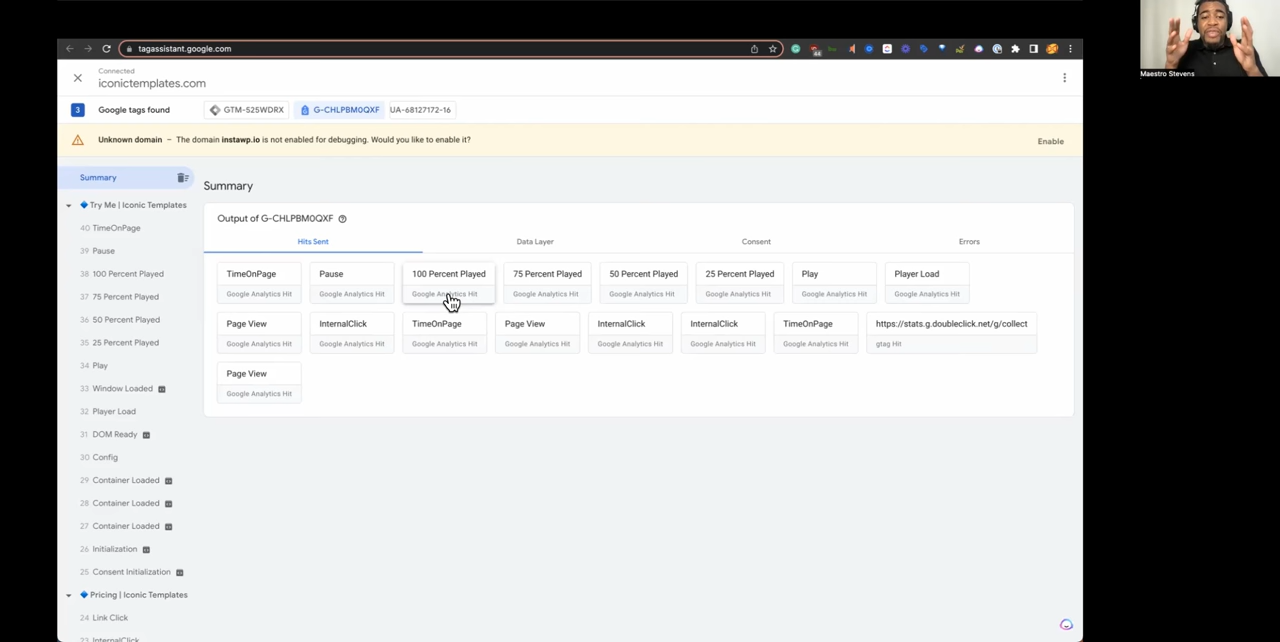 tagassistant.google.com
Maestro Stevens
Connected
iconictemplates.com
3 Google tags found GTM-525WDRX G-CHLPBM0QXF UA-68127172-16
Unknown domain – The domain instawp.io is not enabled for debugging. Would you like to enable it? Enable
Summary
Try Me | Iconic Templates
40 TimeOnPage
39 Pause
38 100 Percent Played
37 75 Percent Played
36 50 Percent Played
35 25 Percent Played
34 Play
33 Window Loaded
32 Player Load
31 DOM Ready
30 Config
29 Container Loaded
28 Container Loaded
27 Container Loaded
26 Initialization
25 Consent Initialization
Pricing | Iconic Templates
24 Link Click
23 InternalClick
Summary
Output of G-CHLPBM0QXF
Hits Sent Data Layer Consent Errors
TimeOnPage Pause 100 Percent Played 75 Percent Played 50 Percent Played 25 Percent Played Play Player Load
Google Analytics Hit Google Analytics Hit Google Analytics Hit Google Analytics Hit Google Analytics Hit Google Analytics Hit Google Analytics Hit Google Analytics Hit
Page View InternalClick TimeOnPage Page View InternalClick InternalClick TimeOnPage https://stats.g.doubleclick.net/g/collect
Google Analytics Hit Google Analytics Hit Google Analytics Hit Google Analytics Hit Google Analytics Hit Google Analytics Hit Google Analytics Hit gtag Hit
Page View
Google Analytics Hit